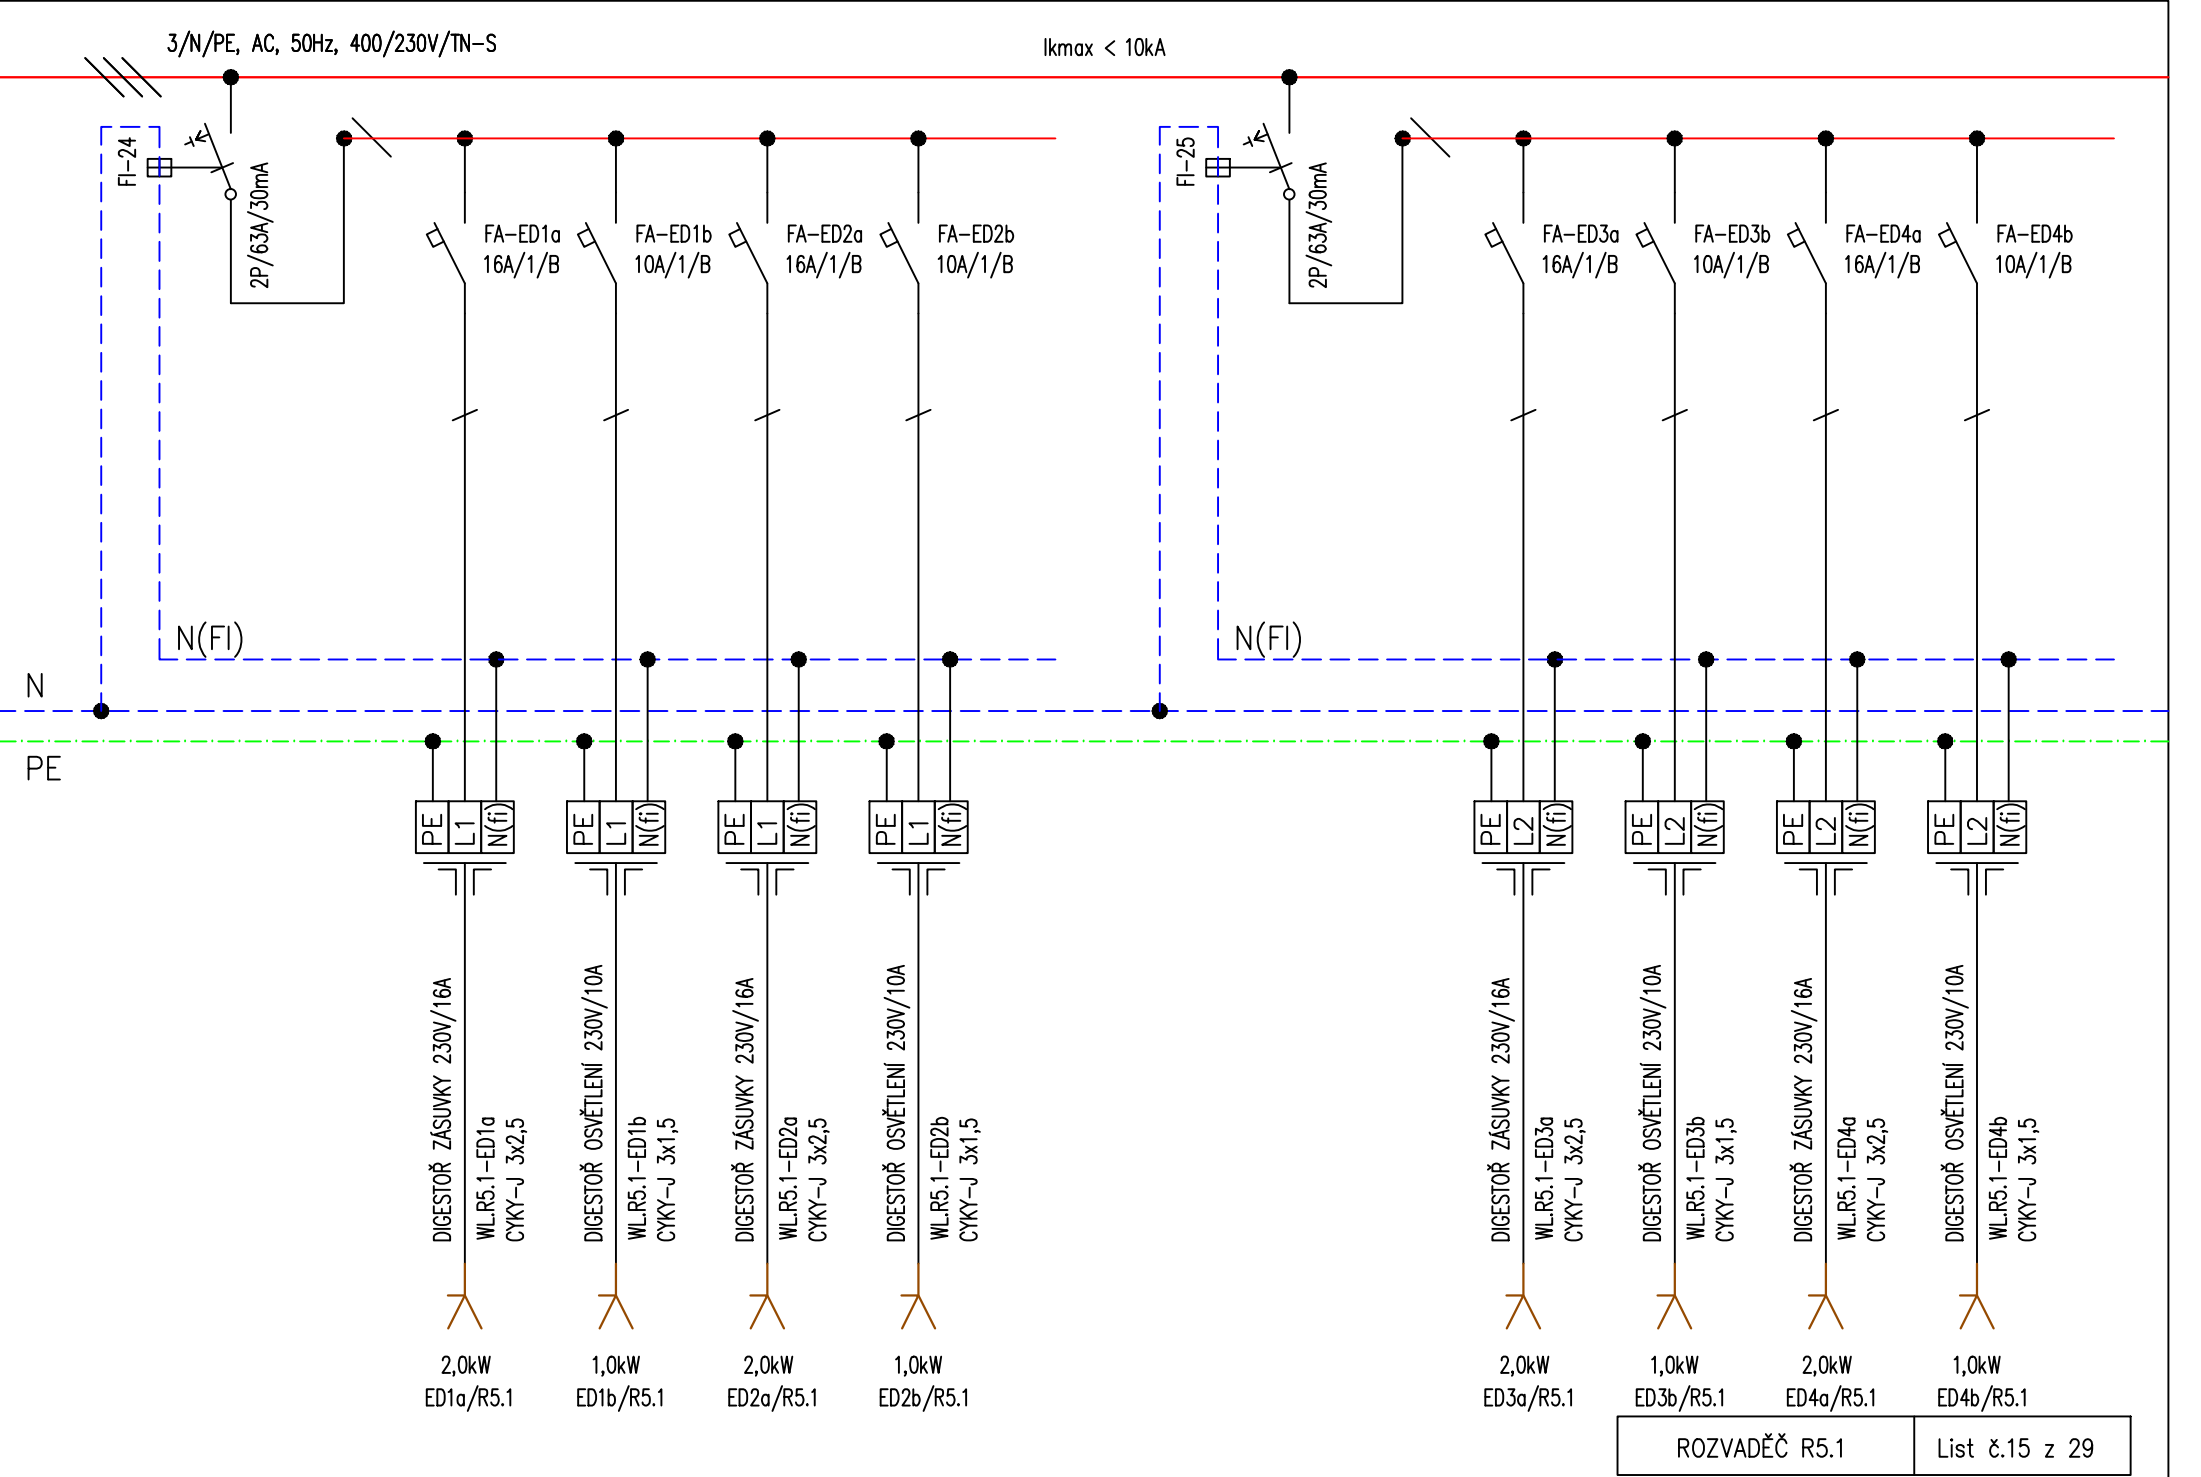 3/N/PE, AC, 50Hz, 400/230V/TN-S
Ikmax < 10kA
FI-24
2P/63A/30mA
FA-ED1a
16A/1/B
FA-ED1b
10A/1/B
FA-ED2a
16A/1/B
FA-ED2b
10A/1/B
FI-25
2P/63A/30mA
FA-ED3a
16A/1/B
FA-ED3b
10A/1/B
FA-ED4a
16A/1/B
FA-ED4b
10A/1/B
N(FI)
N(FI)
N
PE
PE L1 N(fi)
PE L1 N(fi)
PE L1 N(fi)
PE L1 N(fi)
PE L2 N(fi)
PE L2 N(fi)
PE L2 N(fi)
PE L2 N(fi)
DIGESTOŘ ZÁSUVKY 230V/16A
WL.R5.1-ED1a
CYKY-J 3x2,5
DIGESTOŘ OSVĚTLENÍ 230V/10A
WL.R5.1-ED1b
CYKY-J 3x1,5
DIGESTOŘ ZÁSUVKY 230V/16A
WL.R5.1-ED2a
CYKY-J 3x2,5
DIGESTOŘ OSVĚTLENÍ 230V/10A
WL.R5.1-ED2b
CYKY-J 3x1,5
DIGESTOŘ ZÁSUVKY 230V/16A
WL.R5.1-ED3a
CYKY-J 3x2,5
DIGESTOŘ OSVĚTLENÍ 230V/10A
WL.R5.1-ED3b
CYKY-J 3x1,5
DIGESTOŘ ZÁSUVKY 230V/16A
WL.R5.1-ED4a
CYKY-J 3x2,5
DIGESTOŘ OSVĚTLENÍ 230V/10A
WL.R5.1-ED4b
CYKY-J 3x1,5
2,0kW
ED1a/R5.1
1,0kW
ED1b/R5.1
2,0kW
ED2a/R5.1
1,0kW
ED2b/R5.1
2,0kW
ED3a/R5.1
1,0kW
ED3b/R5.1
2,0kW
ED4a/R5.1
1,0kW
ED4b/R5.1
ROZVADĚČ R5.1
List č.15 z 29